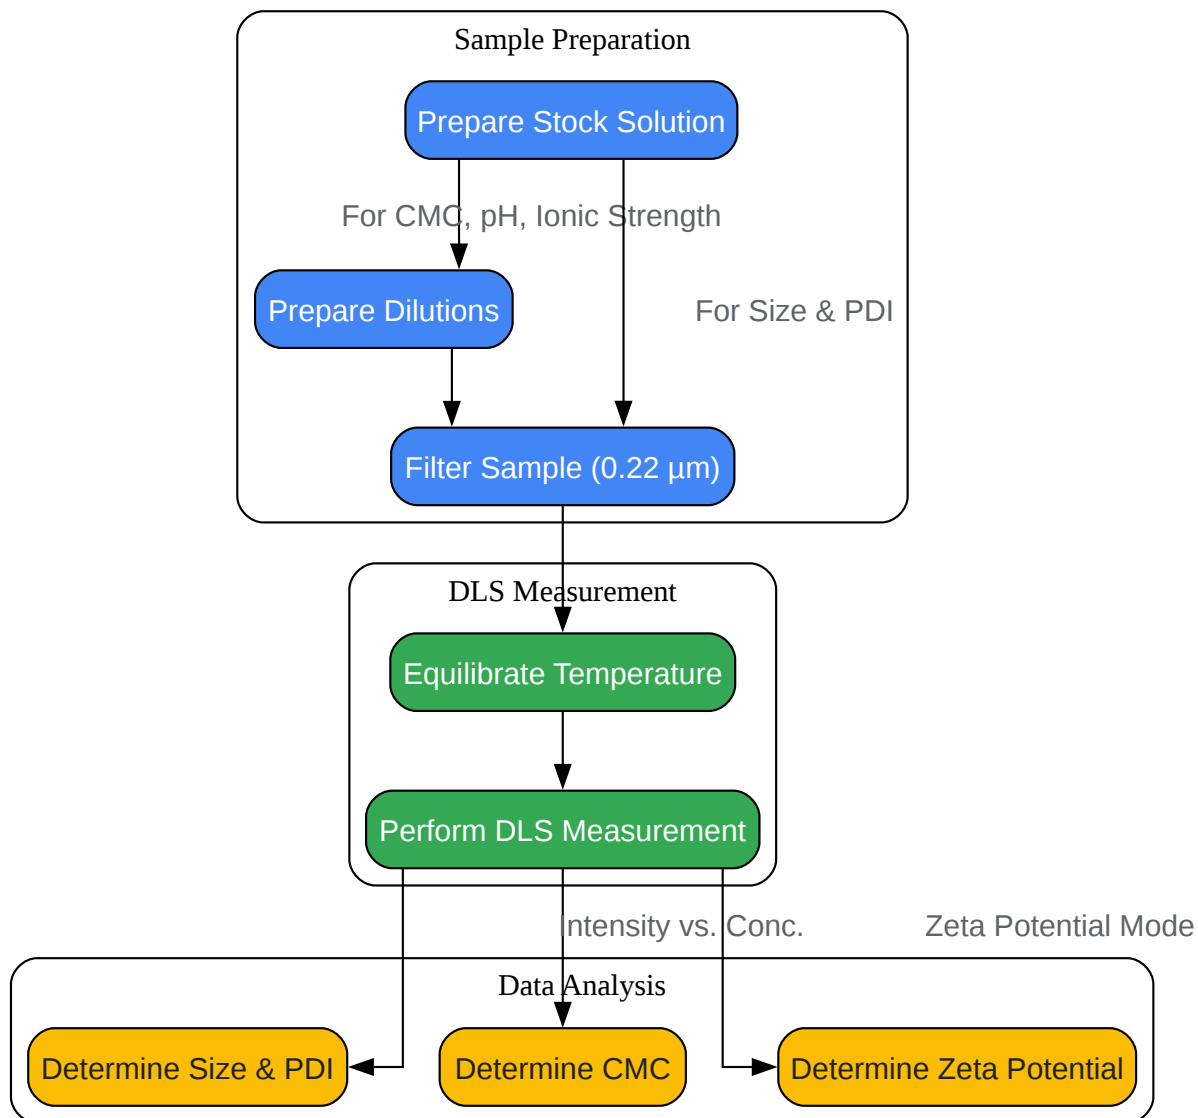 Sample Preparation
Prepare Stock Solution
For CMC, pH, Ionic Strength
Prepare Dilutions
For Size & PDI
Filter Sample (0.22 µm)
DLS Measurement
Equilibrate Temperature
Perform DLS Measurement
Intensity vs. Conc.
Zeta Potential Mode
Data Analysis
Determine Size & PDI
Determine CMC
Determine Zeta Potential